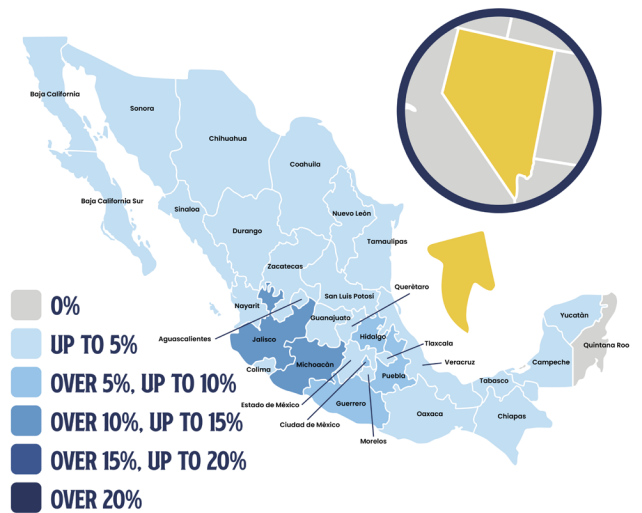 Baja California
Sonora
Chihuahua
Coahuila
Baja California Sur
Sinaloa
Nuevo León
Durango
Tamaulipas
Zacatecas
Querètaro
San Luis Potosí
Nayarit
Guanajuata
Aguascalientes
Jalisco
Hidalgo
Tlaxcala
Colima
Michoacán
Puebla
Veracruz
Estado de México
Guerrero
Ciudad de México
Morelos
Oaxaca
Yucatàn
Quintana Roo
Campeche
Tabasco
Chiapas
0%
UP TO 5%
OVER 5%, UP TO 10%
OVER 10%, UP TO 15%
OVER 15%, UP TO 20%
OVER 20%